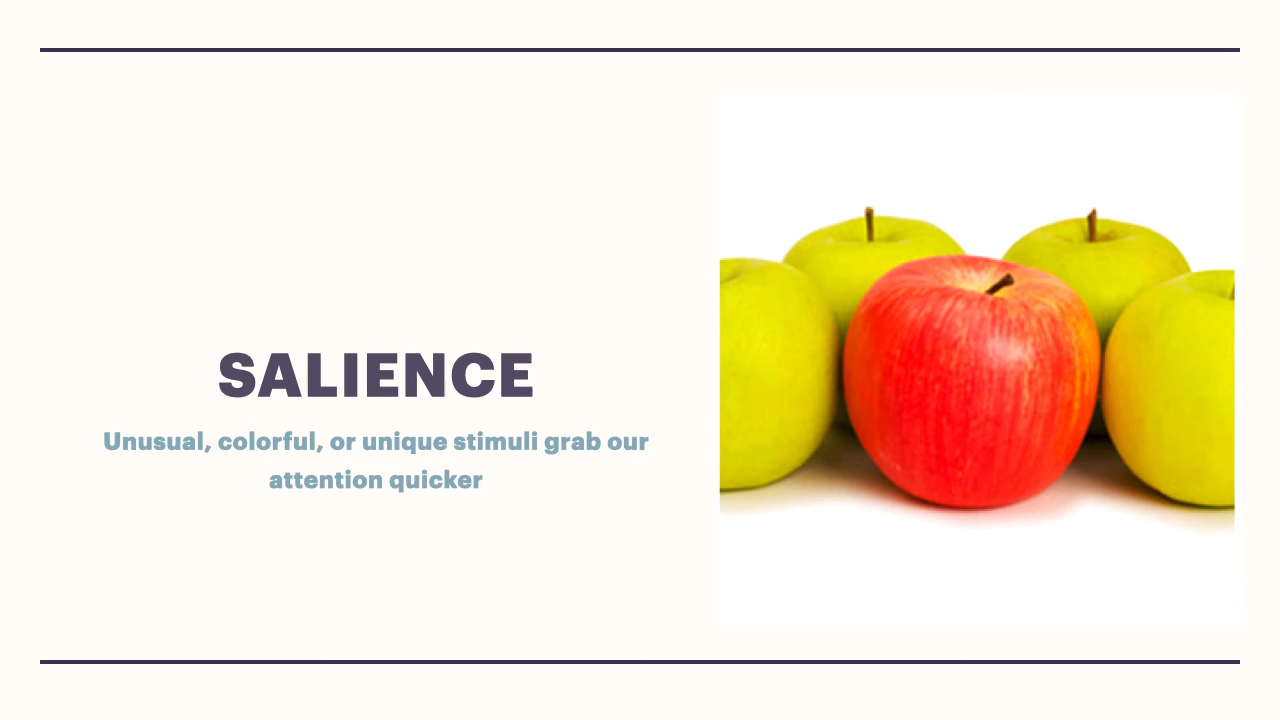 SALIENCE
Unusual, colorful, or unique stimuli grab our
attention quicker